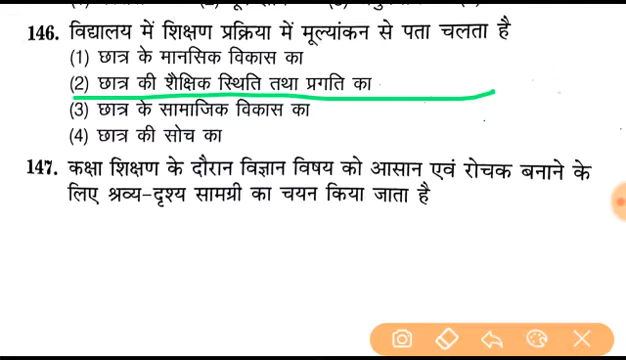 146. विद्यालय में शिक्षण प्रक्रिया में मूल्यांकन से पता चलता है
(1) छात्र के मानसिक विकास का
(2) छात्र की शैक्षिक स्थिति तथा प्रगति का
(3) छात्र के सामाजिक विकास का
(4) छात्र की सोच का
147. कक्षा शिक्षण के दौरान विज्ञान विषय को आसान एवं रोचक बनाने के
लिए श्रव्य-दृश्य सामग्री का चयन किया जाता है